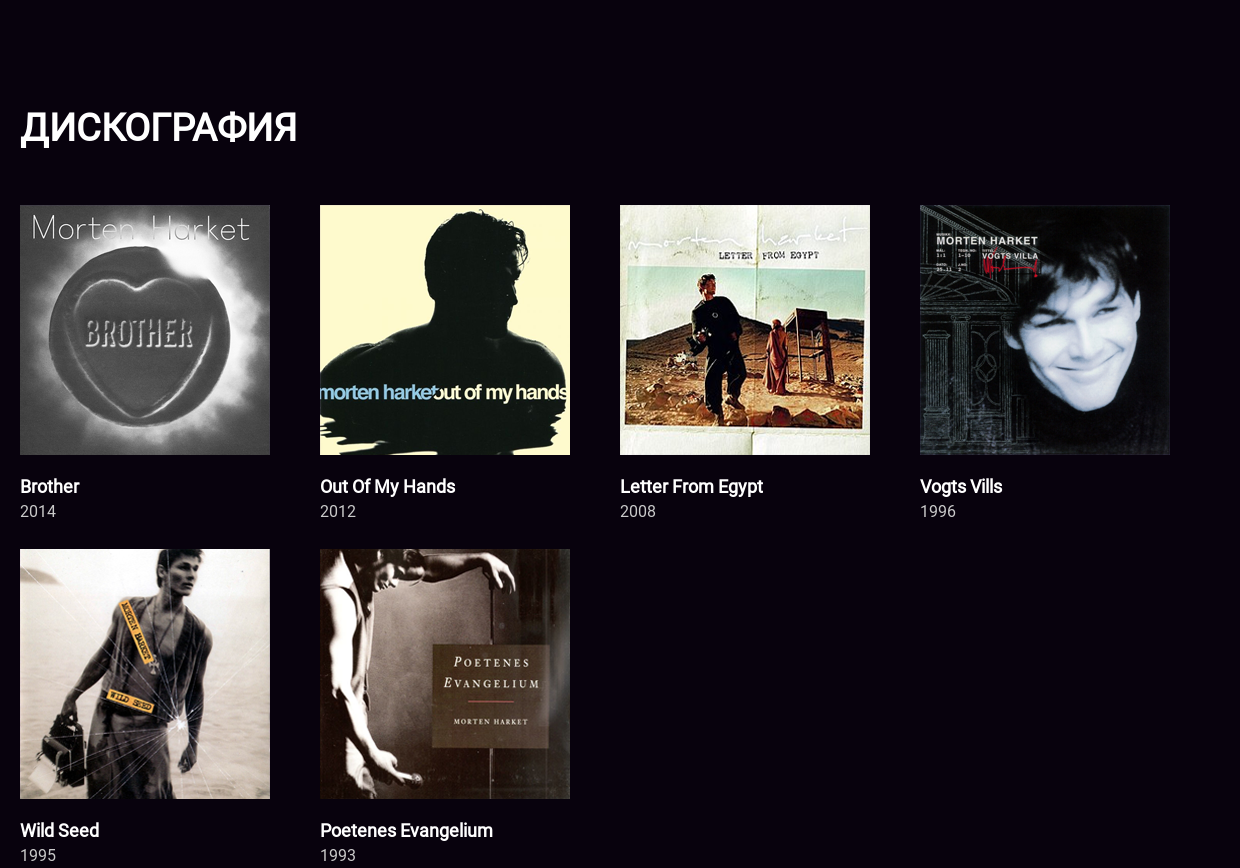 ДИСКОГРАФИЯ
Morten Harket
BROTHER
morten harket out of my hands
morten harket
LETTER FROM EGYPT
MORTEN HARKET
VOGTS VILLA
Brother
2014
Out Of My Hands
2012
Letter From Egypt
2008
Vogts Vills
1996
MORTEN HARKET
WILD SEED
POETENES
EVANGELIUM
MORTEN HARKET
Wild Seed
1995
Poetenes Evangelium
1993